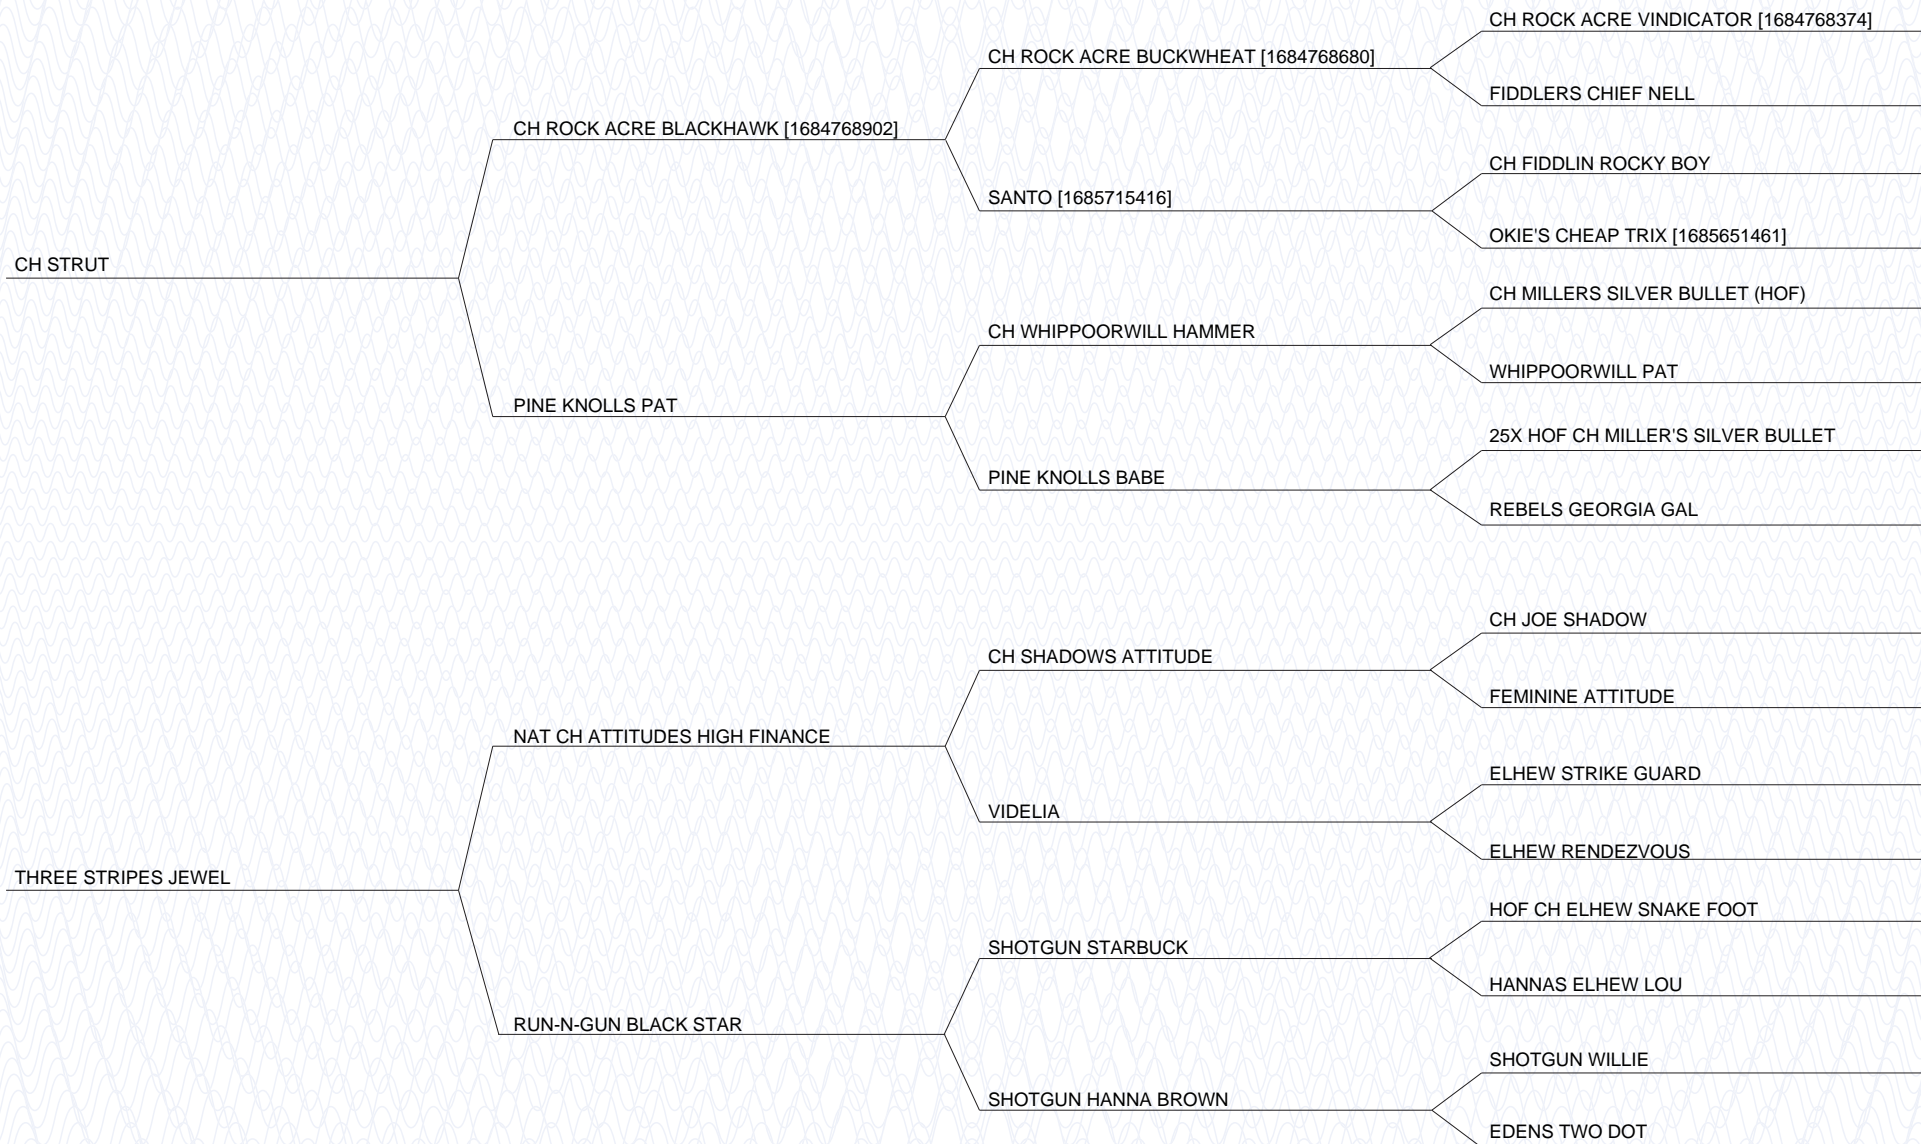 CH ROCK ACRE VINDICATOR [1684768374]
CH ROCK ACRE BUCKWHEAT [1684768680]
FIDDLERS CHIEF NELL
CH ROCK ACRE BLACKHAWK [1684768902]
CH FIDDLIN ROCKY BOY
SANTO [1685715416]
OKIE'S CHEAP TRIX [1685651461]
CH STRUT
CH MILLERS SILVER BULLET (HOF)
CH WHIPPOORWILL HAMMER
WHIPPOORWILL PAT
PINE KNOLLS PAT
25X HOF CH MILLER'S SILVER BULLET
PINE KNOLLS BABE
REBELS GEORGIA GAL
CH JOE SHADOW
CH SHADOWS ATTITUDE
FEMININE ATTITUDE
NAT CH ATTITUDES HIGH FINANCE
ELHEW STRIKE GUARD
VIDELIA
ELHEW RENDEZVOUS
THREE STRIPES JEWEL
HOF CH ELHEW SNAKE FOOT
SHOTGUN STARBUCK
HANNAS ELHEW LOU
RUN-N-GUN BLACK STAR
SHOTGUN WILLIE
SHOTGUN HANNA BROWN
EDENS TWO DOT